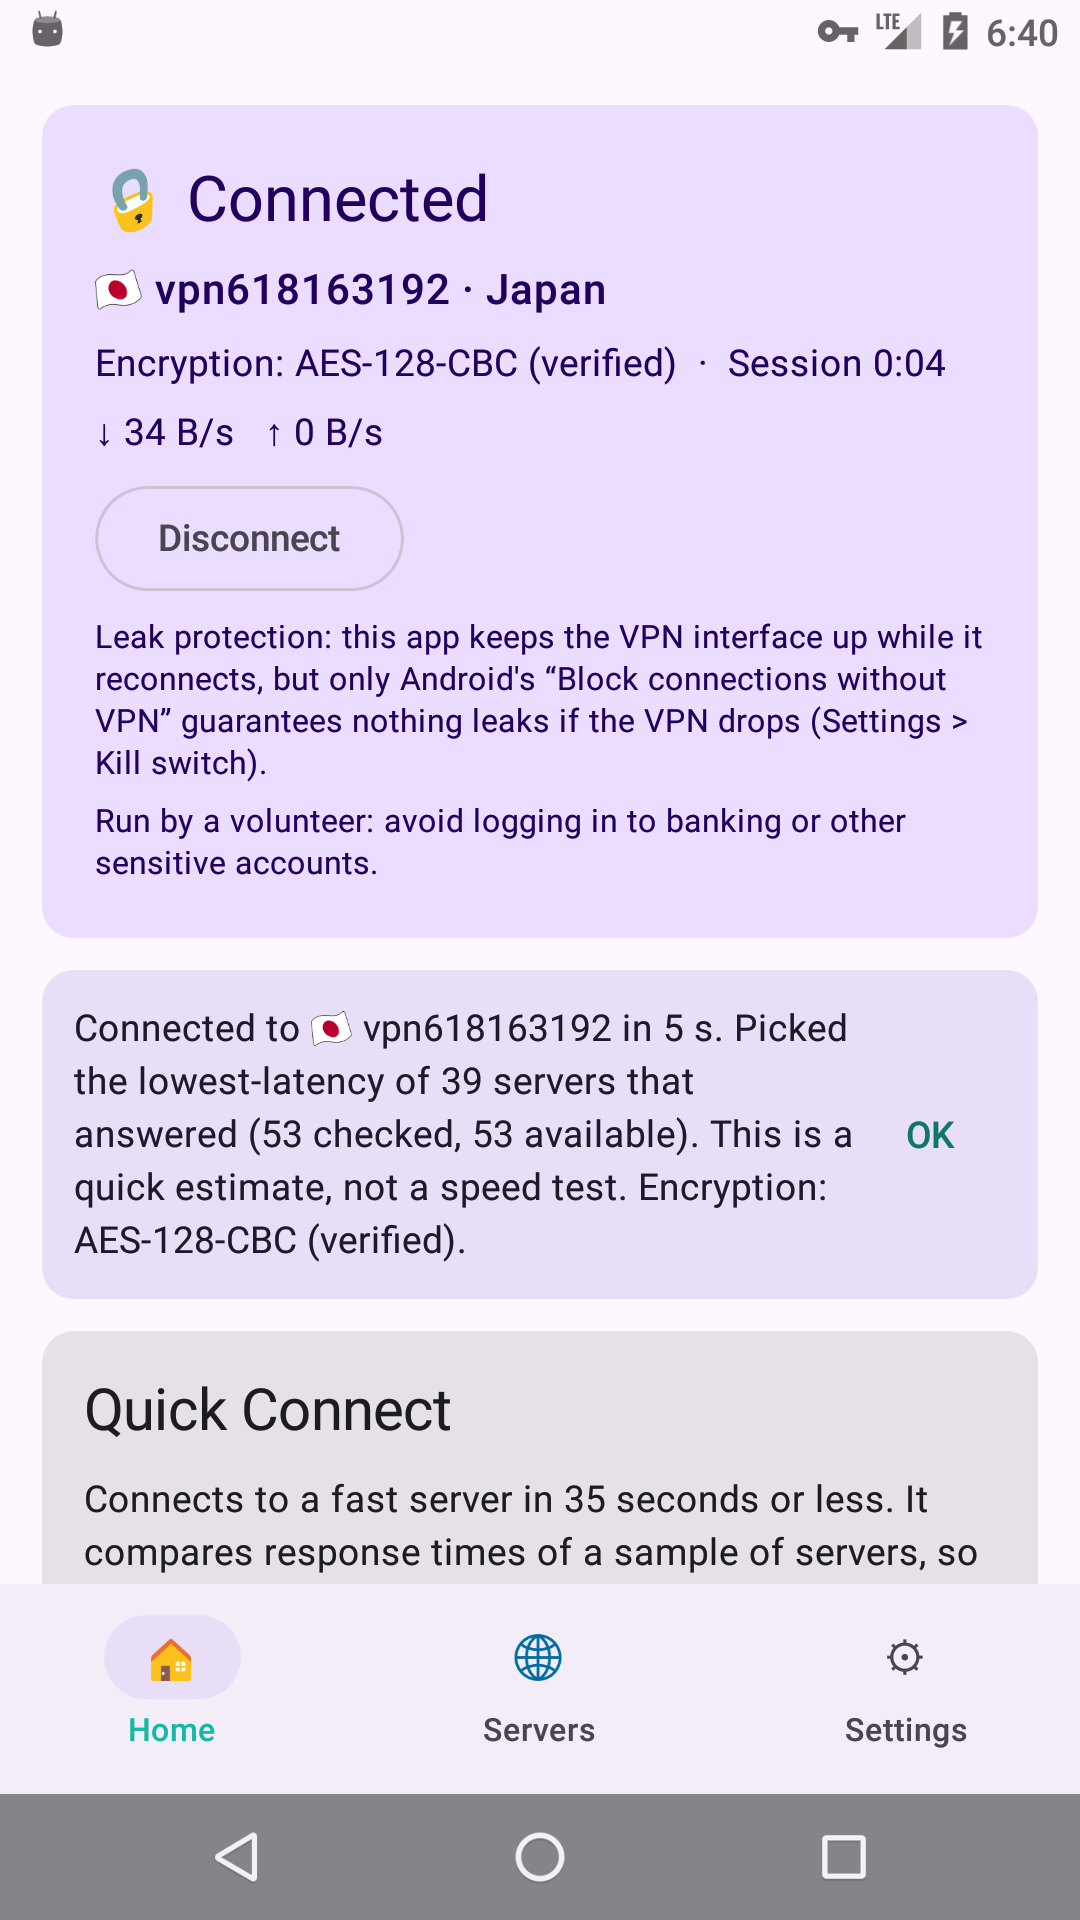 LTE 6:40
Connected
vpn618163192 · Japan
Encryption: AES-128-CBC (verified) · Session 0:04
↓ 34 B/s ↑ 0 B/s
Disconnect
Leak protection: this app keeps the VPN interface up while it
reconnects, but only Android's “Block connections without
VPN” guarantees nothing leaks if the VPN drops (Settings >
Kill switch).
Run by a volunteer: avoid logging in to banking or other
sensitive accounts.
Connected to vpn618163192 in 5 s. Picked
the lowest-latency of 39 servers that
answered (53 checked, 53 available). This is a
quick estimate, not a speed test. Encryption:
AES-128-CBC (verified).
OK
Quick Connect
Connects to a fast server in 35 seconds or less. It
compares response times of a sample of servers, so
Home
Servers
Settings